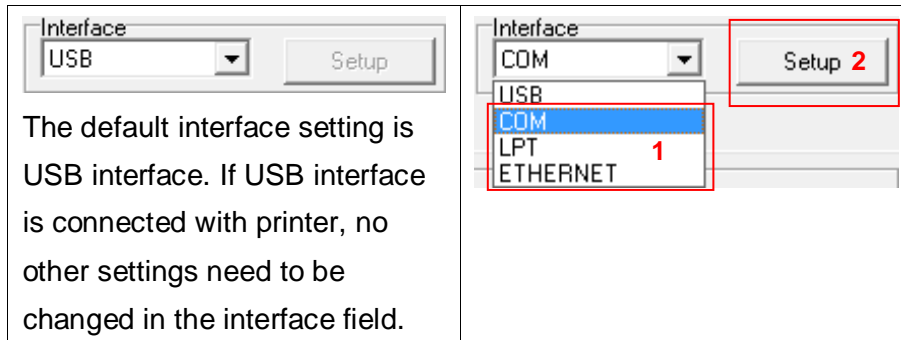 Interface
USB
Setup
The default interface setting is
USB interface. If USB interface
is connected with printer, no
other settings need to be
changed in the interface field.
Interface
COM
Setup 2
USB
COM
LPT 1
ETHERNET